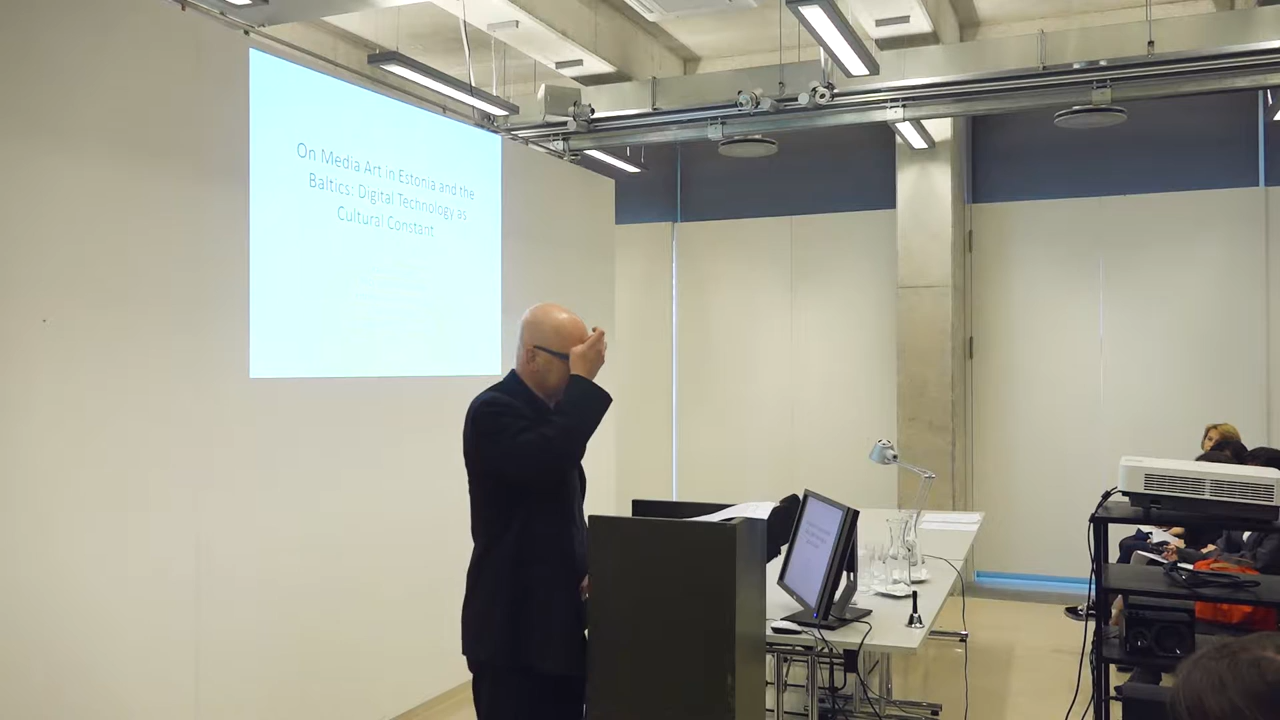 On Media Art in Estonia and the
Baltics: Digital Technology as
Cultural Constant